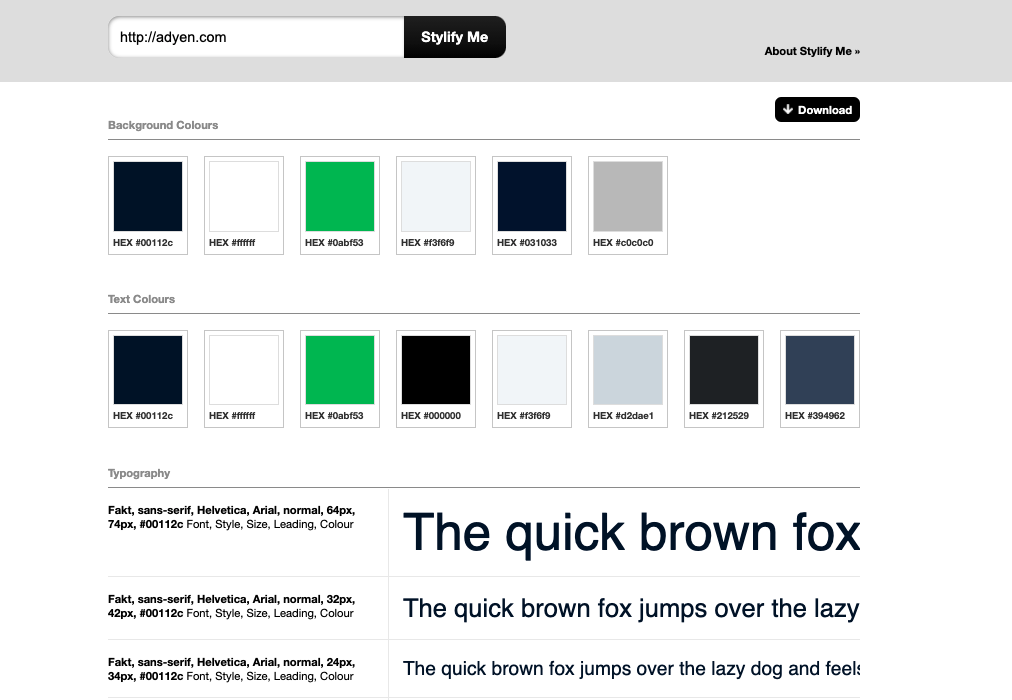 http://adyen.com
Stylify Me
About Stylify Me »
Download
Background Colours
HEX #00112c
HEX #ffffff
HEX #0abf53
HEX #f3f6f9
HEX #031033
HEX #c0c0c0
Text Colours
HEX #00112c
HEX #ffffff
HEX #0abf53
HEX #000000
HEX #f3f6f9
HEX #d2dae1
HEX #212529
HEX #394962
Typography
Fakt, sans-serif, Helvetica, Arial, normal, 64px,
74px, #00112c Font, Style, Size, Leading, Colour
The quick brown fox
Fakt, sans-serif, Helvetica, Arial, normal, 32px,
42px, #00112c Font, Style, Size, Leading, Colour
The quick brown fox jumps over the lazy
Fakt, sans-serif, Helvetica, Arial, normal, 24px,
34px, #00112c Font, Style, Size, Leading, Colour
The quick brown fox jumps over the lazy dog and feels